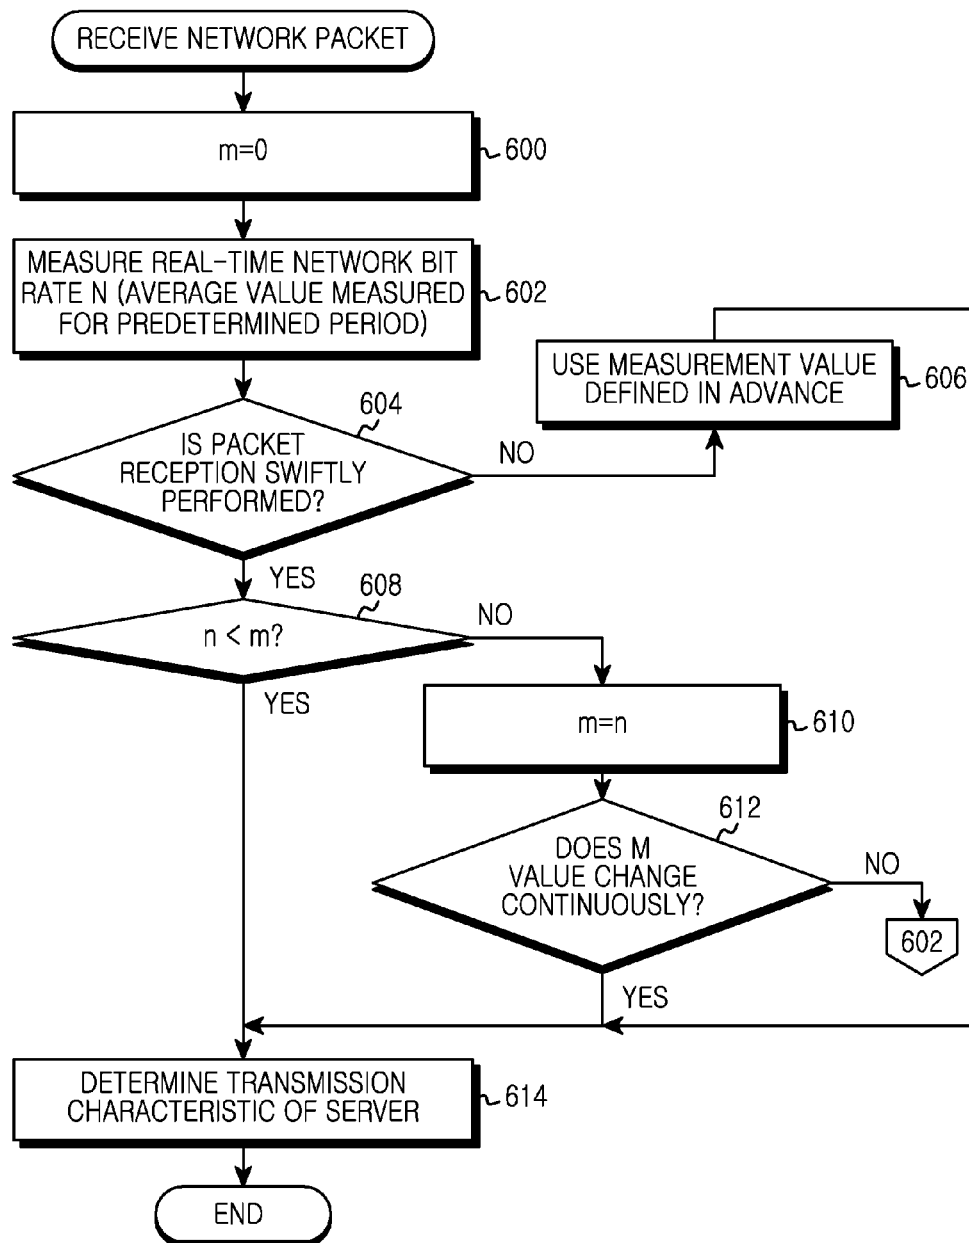 RECEIVE NETWORK PACKET
m=0
600
MEASURE REAL-TIME NETWORK BIT
RATE N (AVERAGE VALUE MEASURED
FOR PREDETERMINED PERIOD)
602
USE MEASUREMENT VALUE
DEFINED IN ADVANCE
606
604
IS PACKET
RECEPTION SWIFTLY
PERFORMED?
NO
YES
608
n < m?
NO
YES
m=n
610
612
DOES M
VALUE CHANGE
CONTINUOUSLY?
NO
602
YES
DETERMINE TRANSMISSION
CHARACTERISTIC OF SERVER
614
END